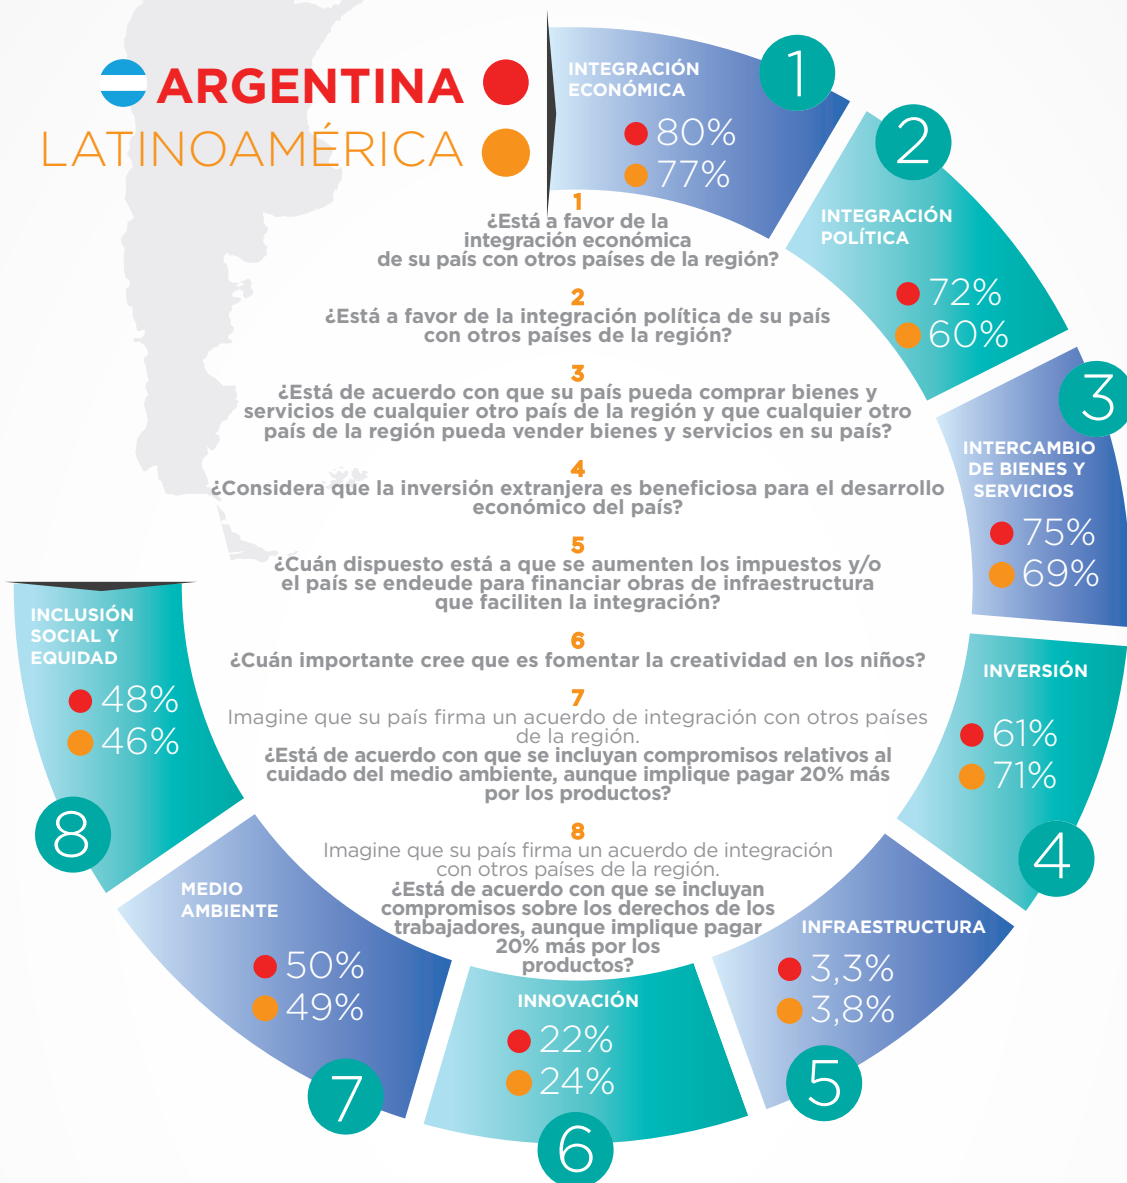 ARGENTINA
LATINOAMÉRICA
INTEGRACIÓN
ECONÓMICA
80%
77%
1
INTEGRACIÓN
POLÍTICA
72%
60%
2
INTERCAMBIO
DE BIENES Y
SERVICIOS
75%
69%
3
INVERSIÓN
61%
71%
4
INFRAESTRUCTURA
3,3%
3,8%
5
INNOVACIÓN
22%
24%
6
MEDIO
AMBIENTE
50%
49%
7
INCLUSIÓN
SOCIAL Y
EQUIDAD
48%
46%
8
1
¿Está a favor de la
integración económica
de su país con otros países de la región?
2
¿Está a favor de la integración política de su país
con otros países de la región?
3
¿Está de acuerdo con que su país pueda comprar bienes y
servicios de cualquier otro país de la región y que cualquier otro
país de la región pueda vender bienes y servicios en su país?
4
¿Considera que la inversión extranjera es beneficiosa para el desarrollo
económico del país?
5
¿Cuán dispuesto está a que se aumenten los impuestos y/o
el país se endeude para financiar obras de infraestructura
que faciliten la integración?
6
¿Cuán importante cree que es fomentar la creatividad en los niños?
7
Imagine que su país firma un acuerdo de integración con otros países
de la región.
¿Está de acuerdo con que se incluyan compromisos relativos al
cuidado del medio ambiente, aunque implique pagar 20% más
por los productos?
8
Imagine que su país firma un acuerdo de integración
con otros países de la región.
¿Está de acuerdo con que se incluyan
compromisos sobre los derechos de los
trabajadores, aunque implique pagar
20% más por los
productos?